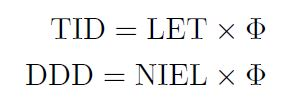 TID = LET × Φ
DDD = NIEL × Φ